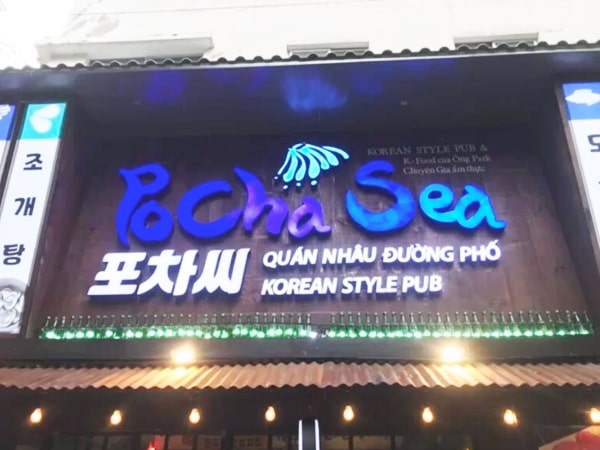 KOREAN STYLE PUB &
K-Food của Ông Park
Chuyên Gia ẩm thực
PoCha Sea
포차씨
QUÁN NHÂU ĐƯỜNG PHỐ
KOREAN STYLE PUB
조개탕